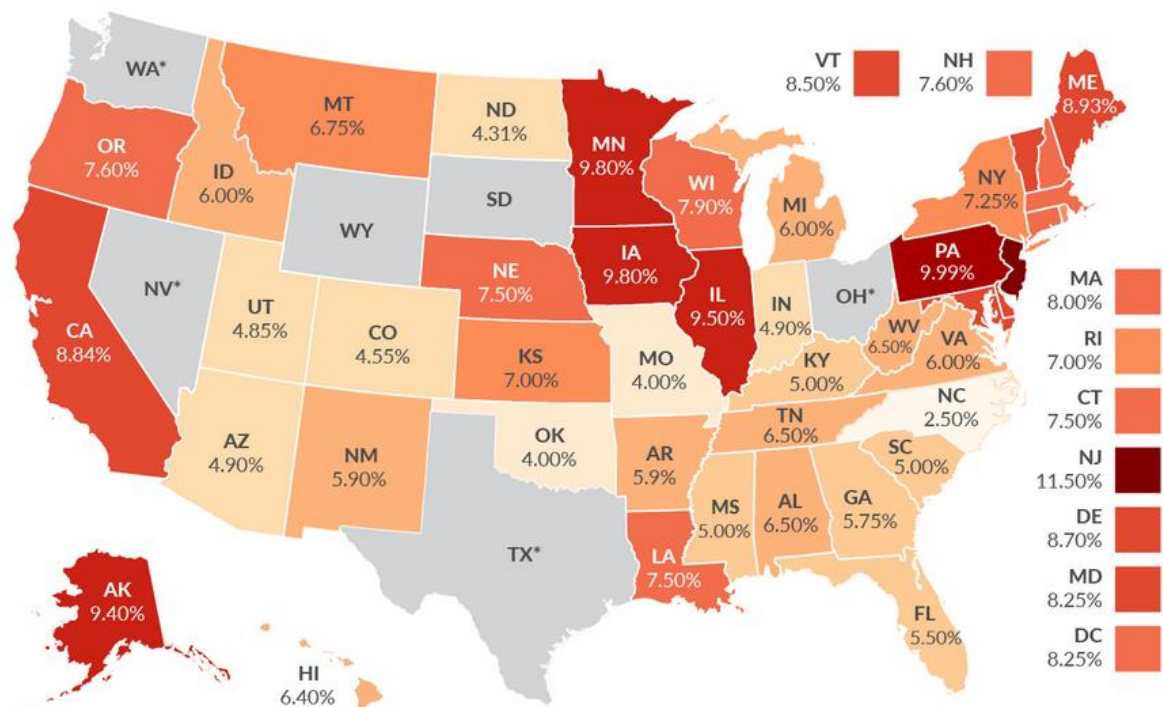 WA*
OR
7.60%
CA
8.84%
NV*
ID
6.00%
MT
6.75%
WY
UT
4.85%
AZ
4.90%
CO
4.55%
NM
5.90%
ND
4.31%
SD
NE
7.50%
KS
7.00%
OK
4.00%
TX*
MN
9.80%
IA
9.80%
MO
4.00%
AR
5.9%
LA
7.50%
WI
7.90%
IL
9.50%
MI
6.00%
IN
4.90%
OH*
KY
5.00%
TN
6.50%
MS
5.00%
AL
6.50%
GA
5.75%
FL
5.50%
SC
5.00%
NC
2.50%
WV
6.50%
VA
6.00%
PA
9.99%
NY
7.25%
VT
8.50%
NH
7.60%
ME
8.93%
MA
8.00%
RI
7.00%
CT
7.50%
NJ
11.50%
DE
8.70%
MD
8.25%
DC
8.25%
AK
9.40%
HI
6.40%